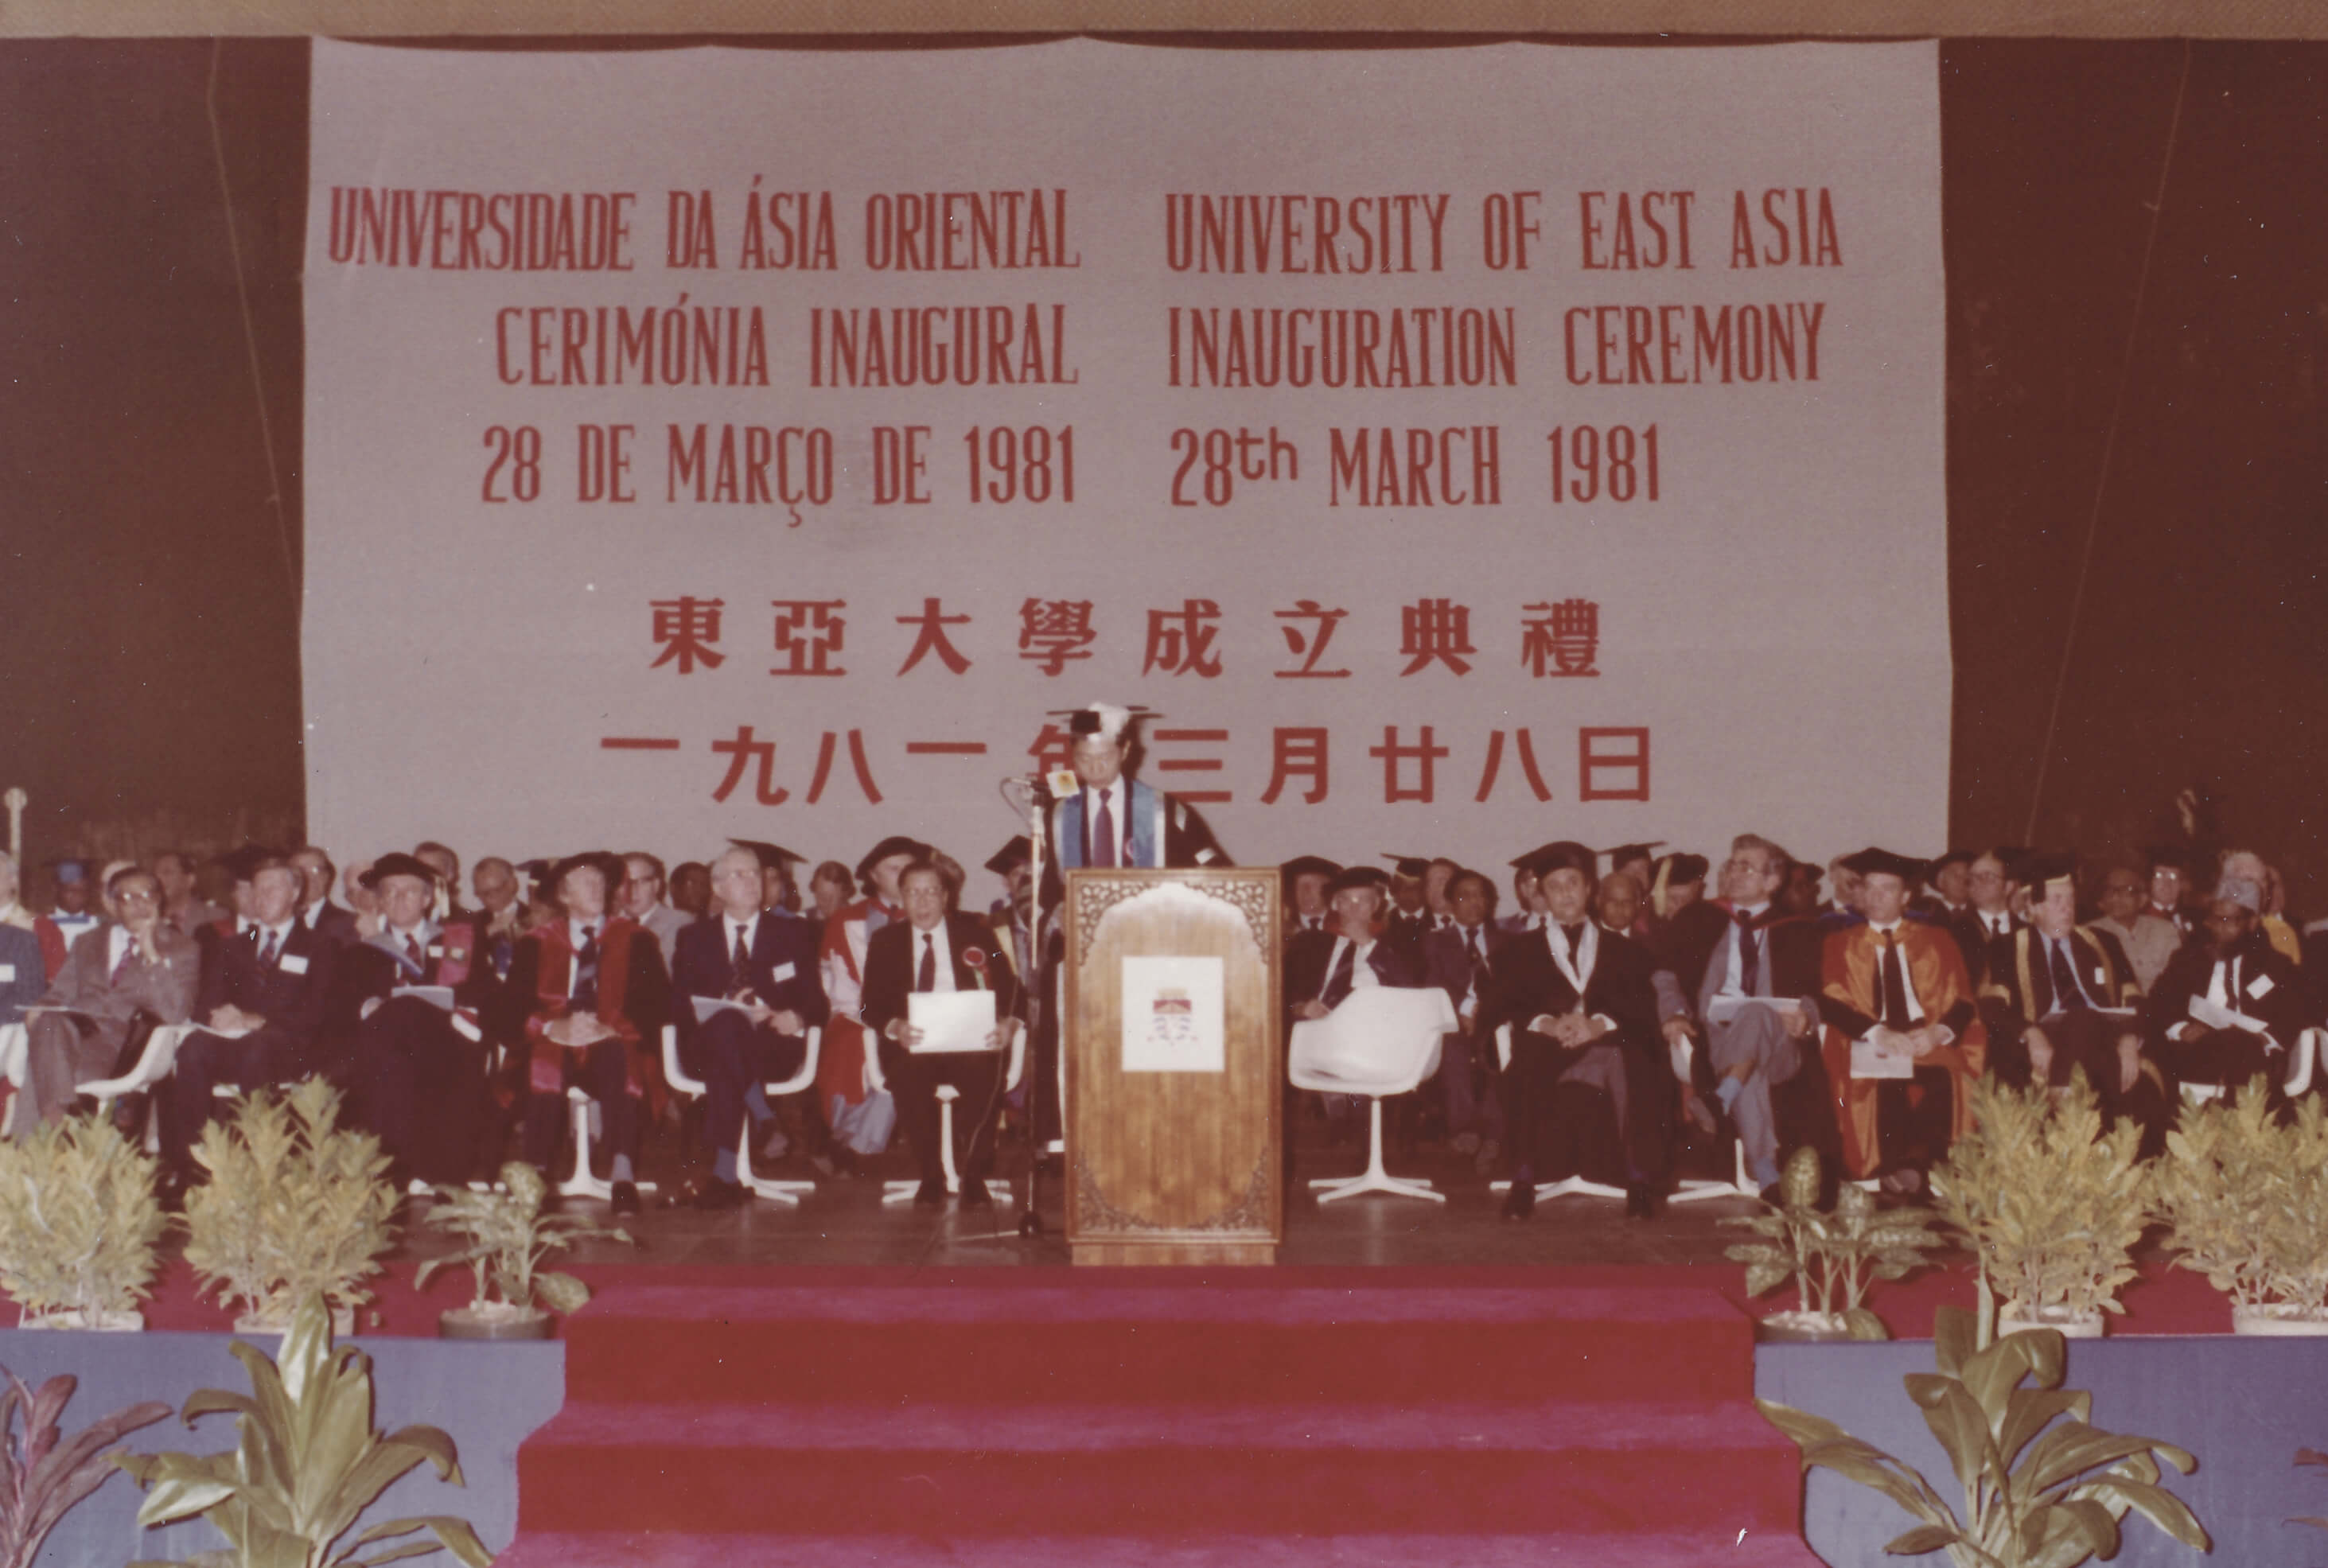 UNIVERSIDADE DA ÁSIA ORIENTAL
CERIMÓNIA INAUGURAL
28 DE MARÇO DE 1981
UNIVERSITY OF EAST ASIA
INAUGURATION CEREMONY
28th MARCH 1981
東亞大學成立典禮
一九八一年三月廿八日